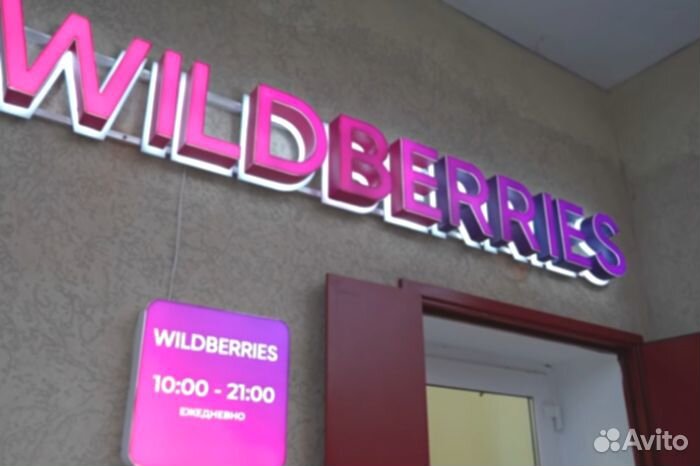 WILDBERRIES
WILDBERRIES
10:00 - 21:00
ЕЖЕДНЕВНО
Avito